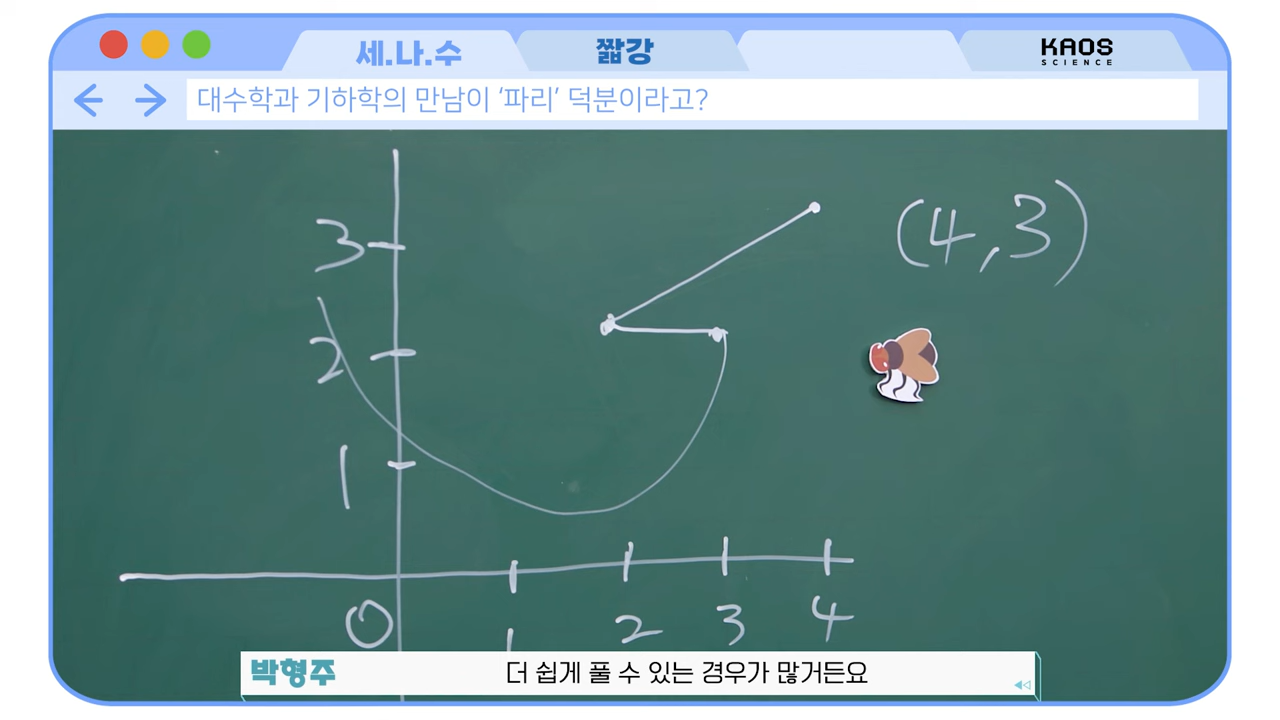 세.나.수
짧강
KAOS
SCIENCE
대수학과 기하학의 만남이 ‘파리’ 덕분이라고?
(4,3)
3
2
1
0
1
2
3
4
박형주
더 쉽게 풀 수 있는 경우가 많거든요